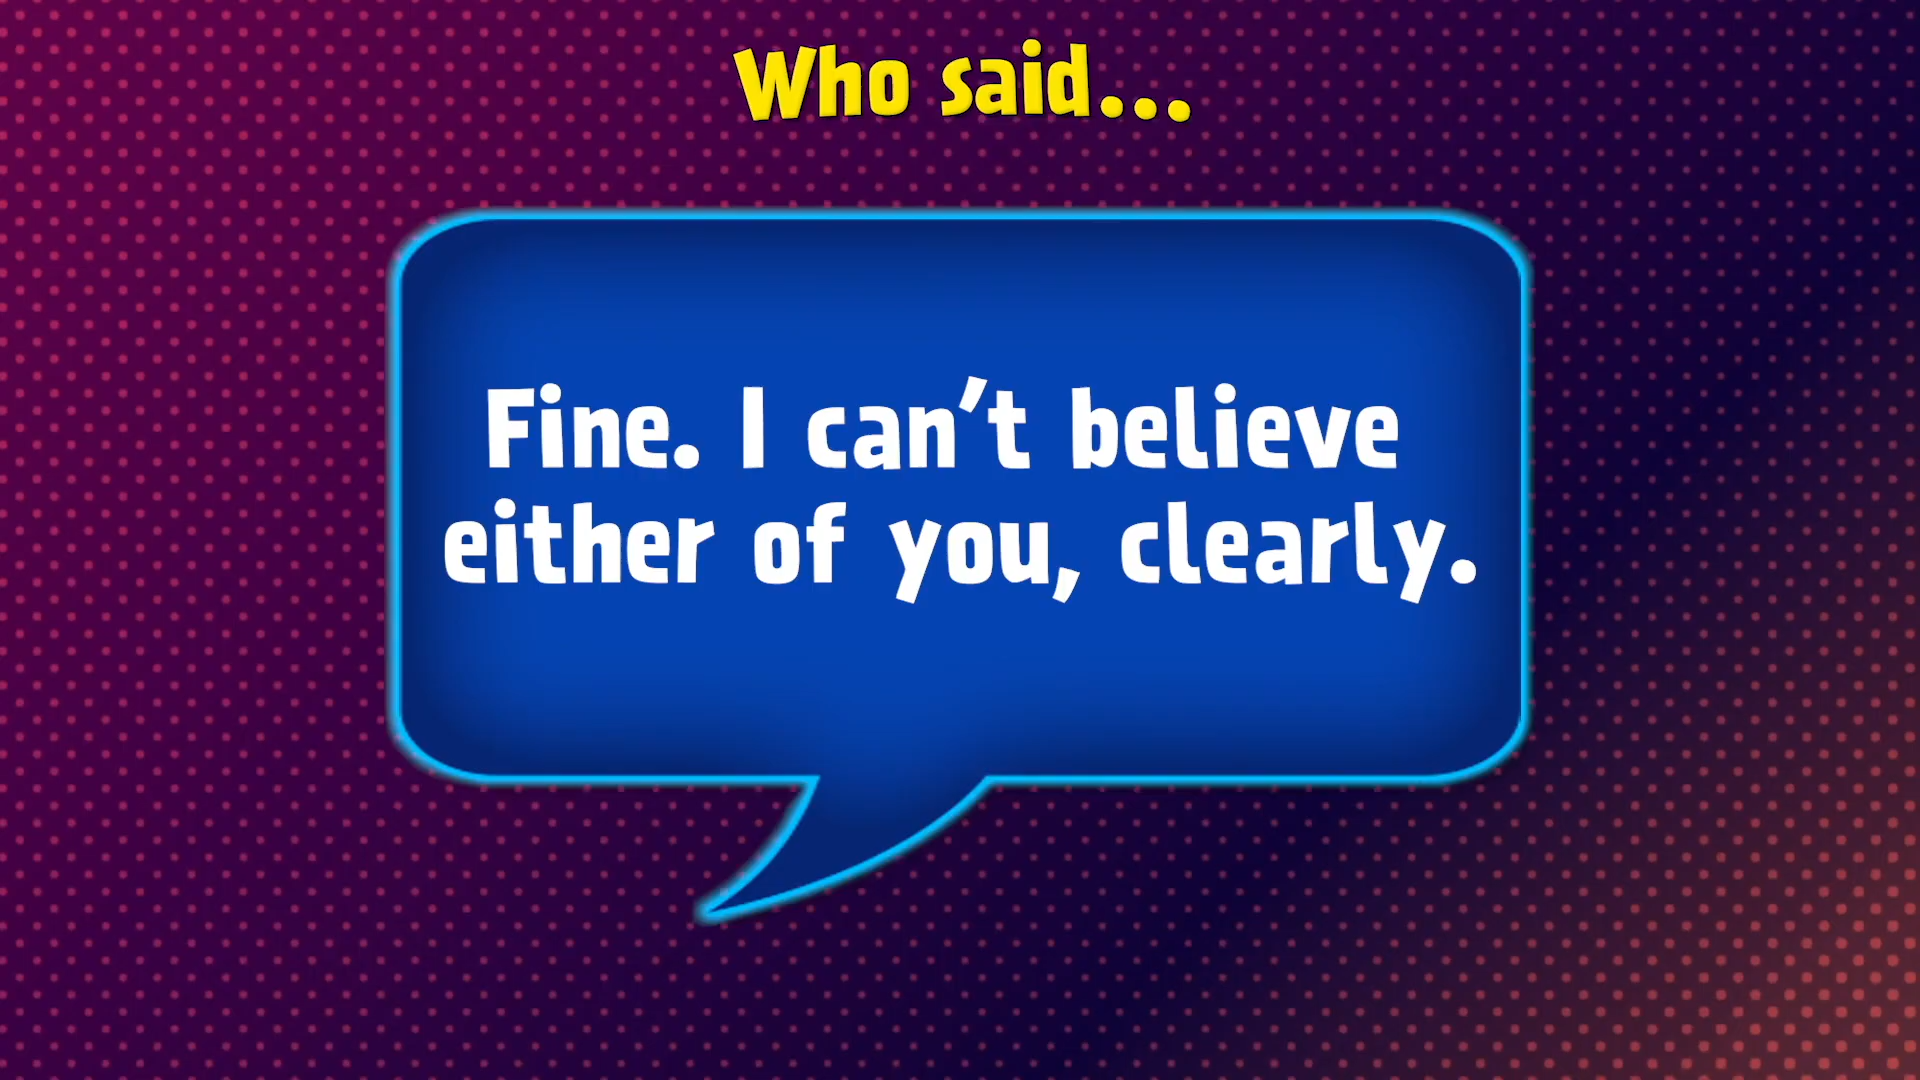 Who said...
Fine. I can’t believe
either of you, clearly.